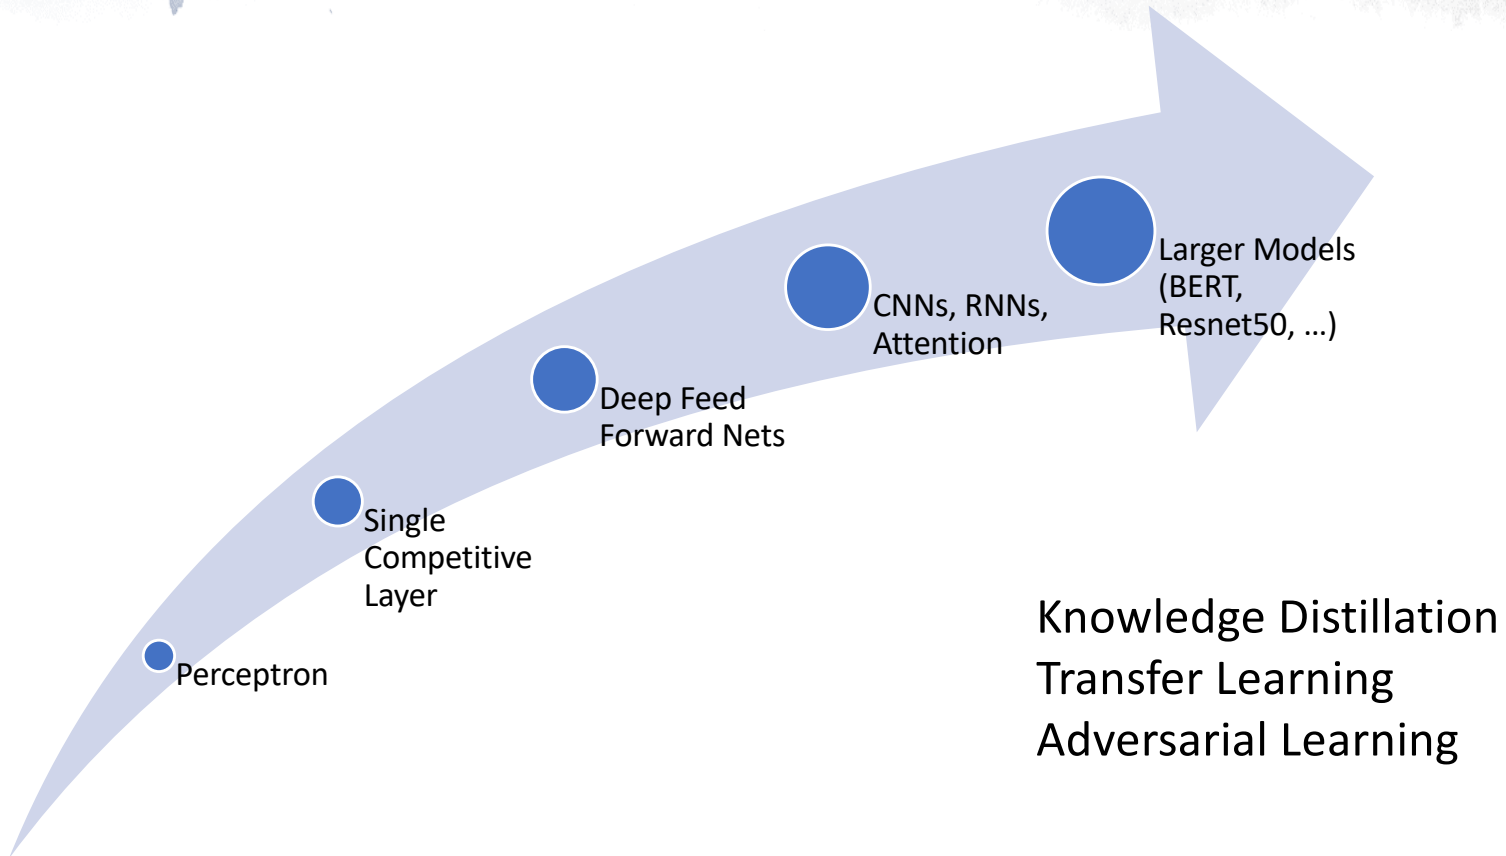 Perceptron
Single
Competitive
Layer
Deep Feed
Forward Nets
CNNs, RNNs,
Attention
Larger Models
(BERT,
Resnet50, …)
Knowledge Distillation
Transfer Learning
Adversarial Learning